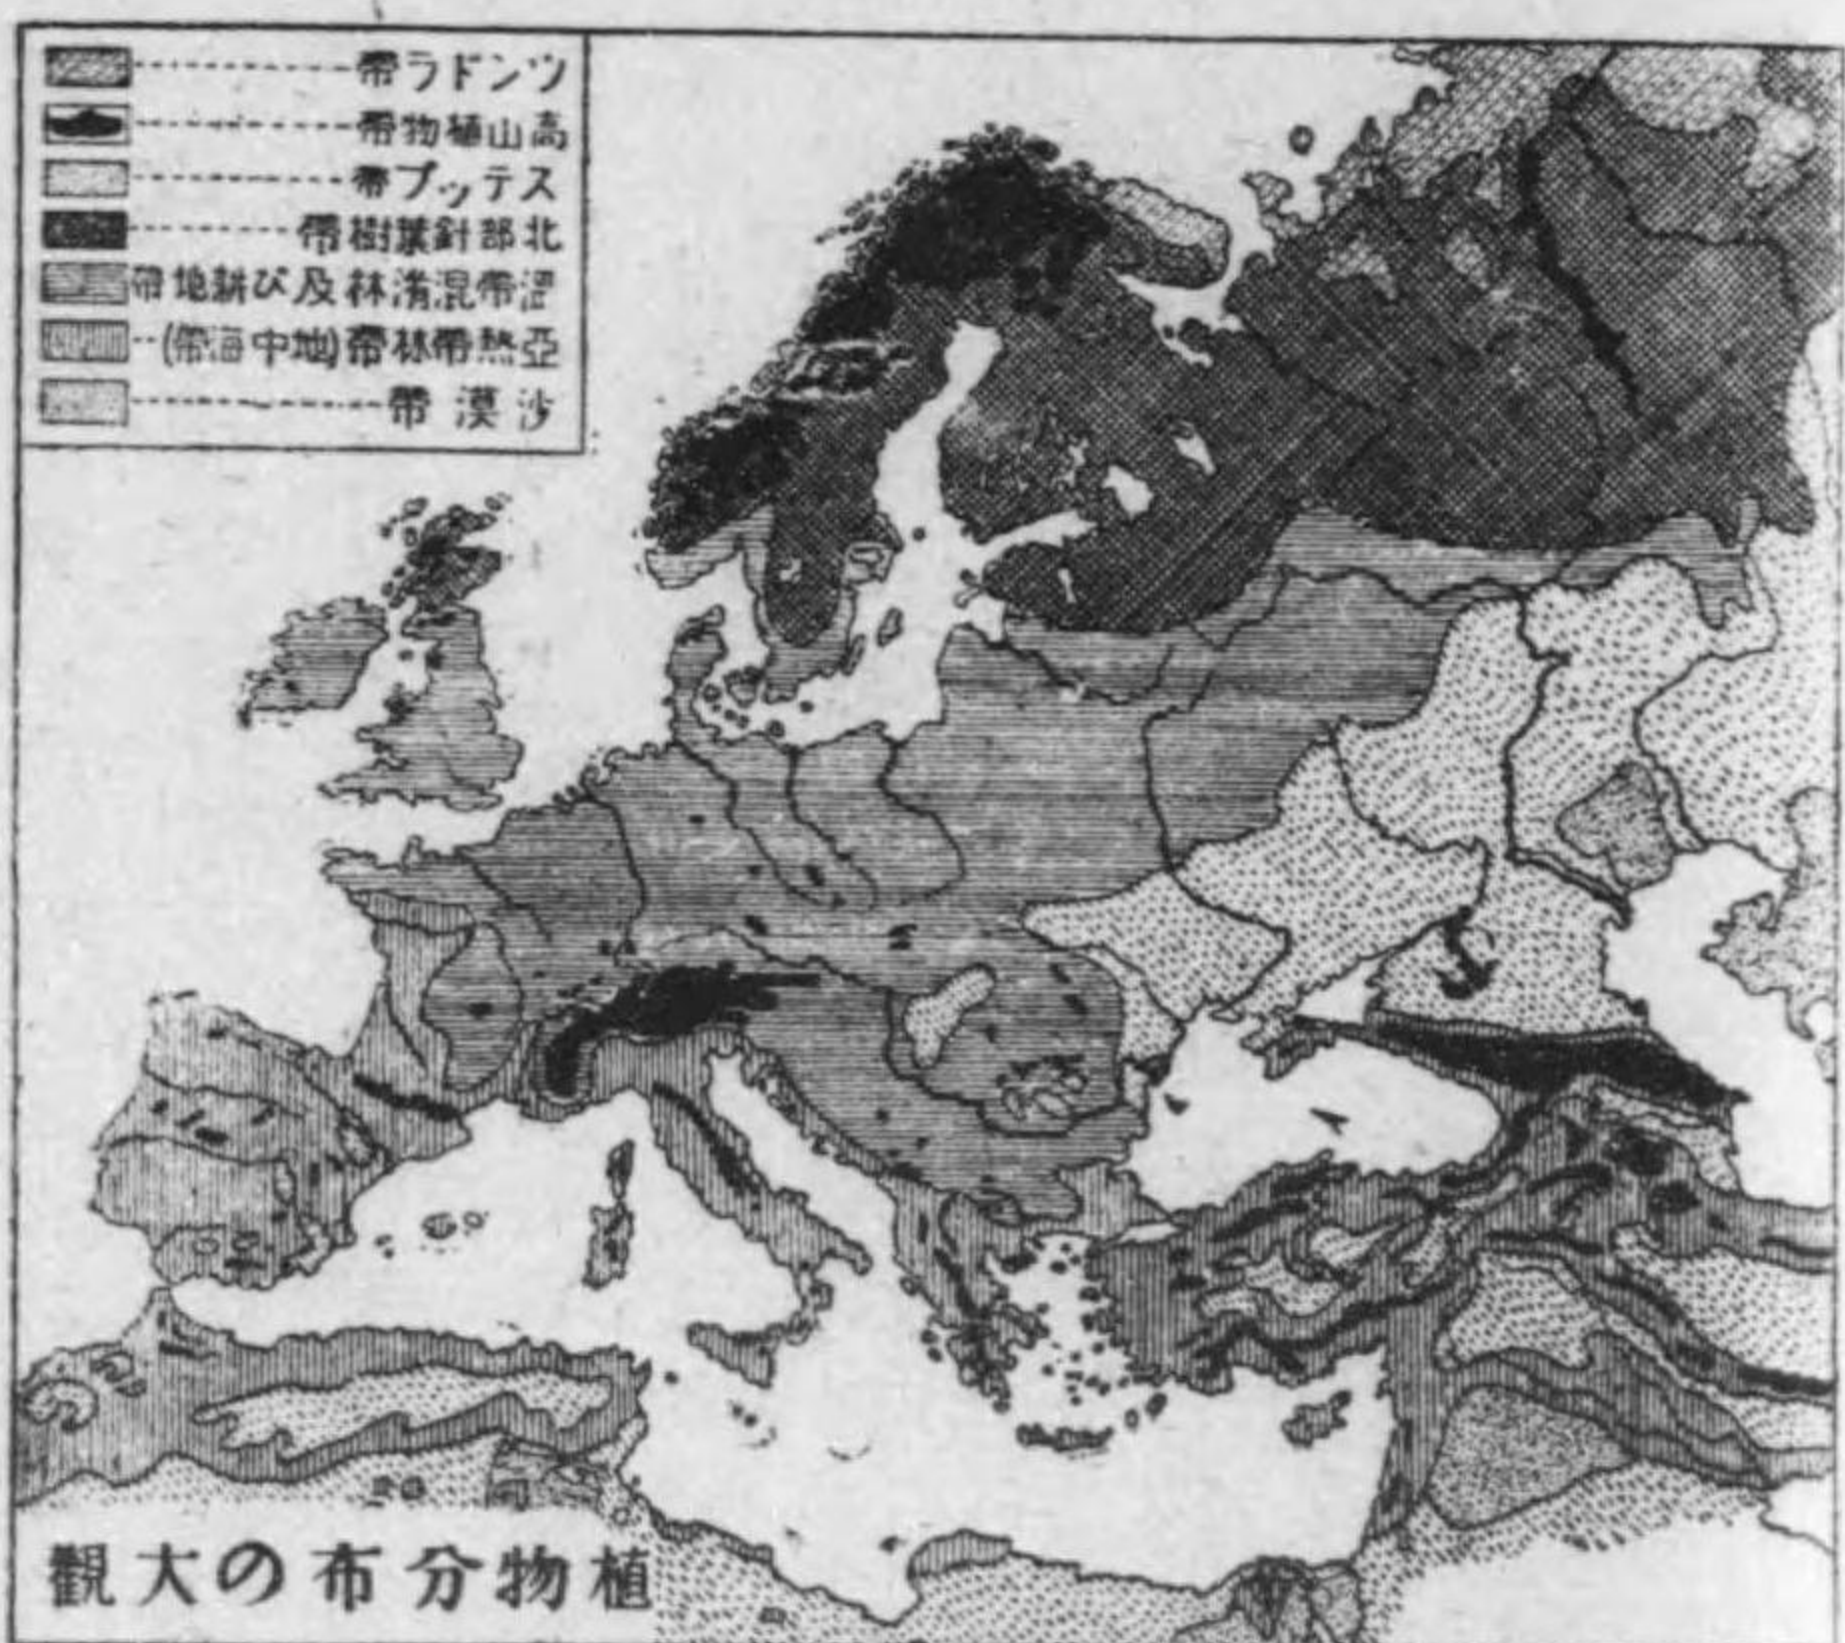 ツンドラ帶
高山植物帶
ステップ帶
北部針葉樹帶
溫帶混淆林及び耕地帶
亞熱帶林帶(地中海帶)
沙漠帶
植物分布の大觀